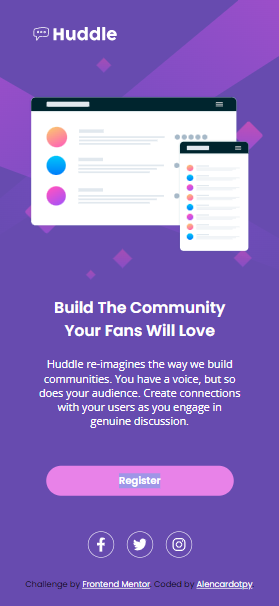 Huddle
Build The Community
Your Fans Will Love
Huddle re-imagines the way we build
communities. You have a voice, but so
does your audience. Create connections
with your users as you engage in
genuine discussion.
Register
Challenge by Frontend Mentor. Coded by Alencardotpy